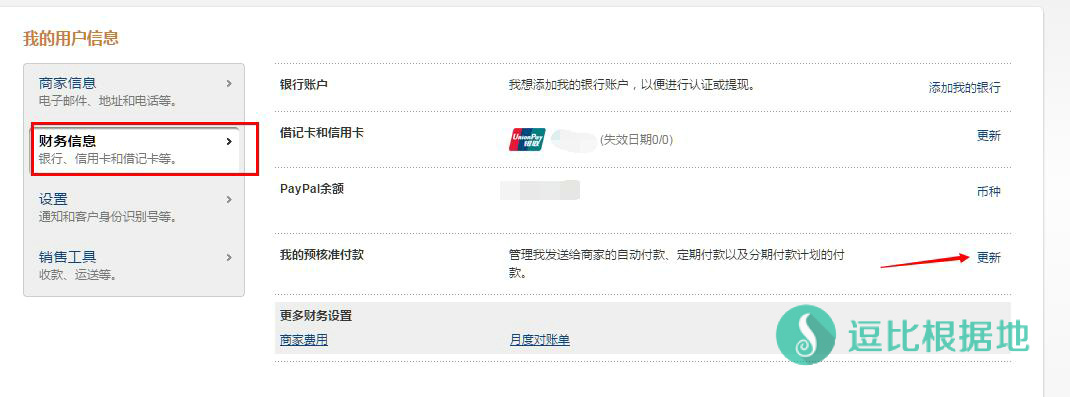 我的用户信息
商家信息
电子邮件、地址和电话等。
财务信息
银行、信用卡和借记卡等。
设置
通知和客户身份识别号等。
销售工具
收款、运送等。
银行账户
我想添加我的银行账户，以便进行认证或提现。
添加我的银行
借记卡和信用卡
UnionPay
银联
(失效日期0/0)
更新
PayPal余额
币种
我的预核准付款
管理我发送给商家的自动付款、定期付款以及分期付款计划的付
款。
更新
更多财务设置
商家费用
月度对账单
逗比根据地